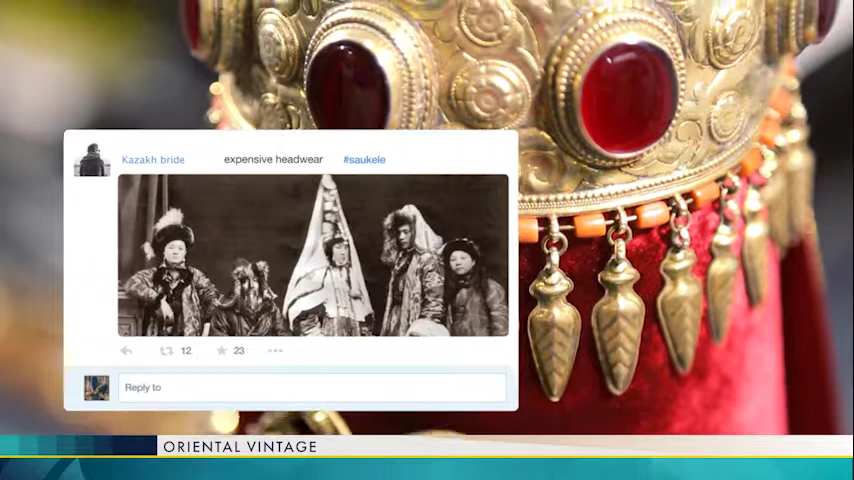 Kazakh bride expensive headwear #saukele
12 23
Reply to
ORIENTAL VINTAGE